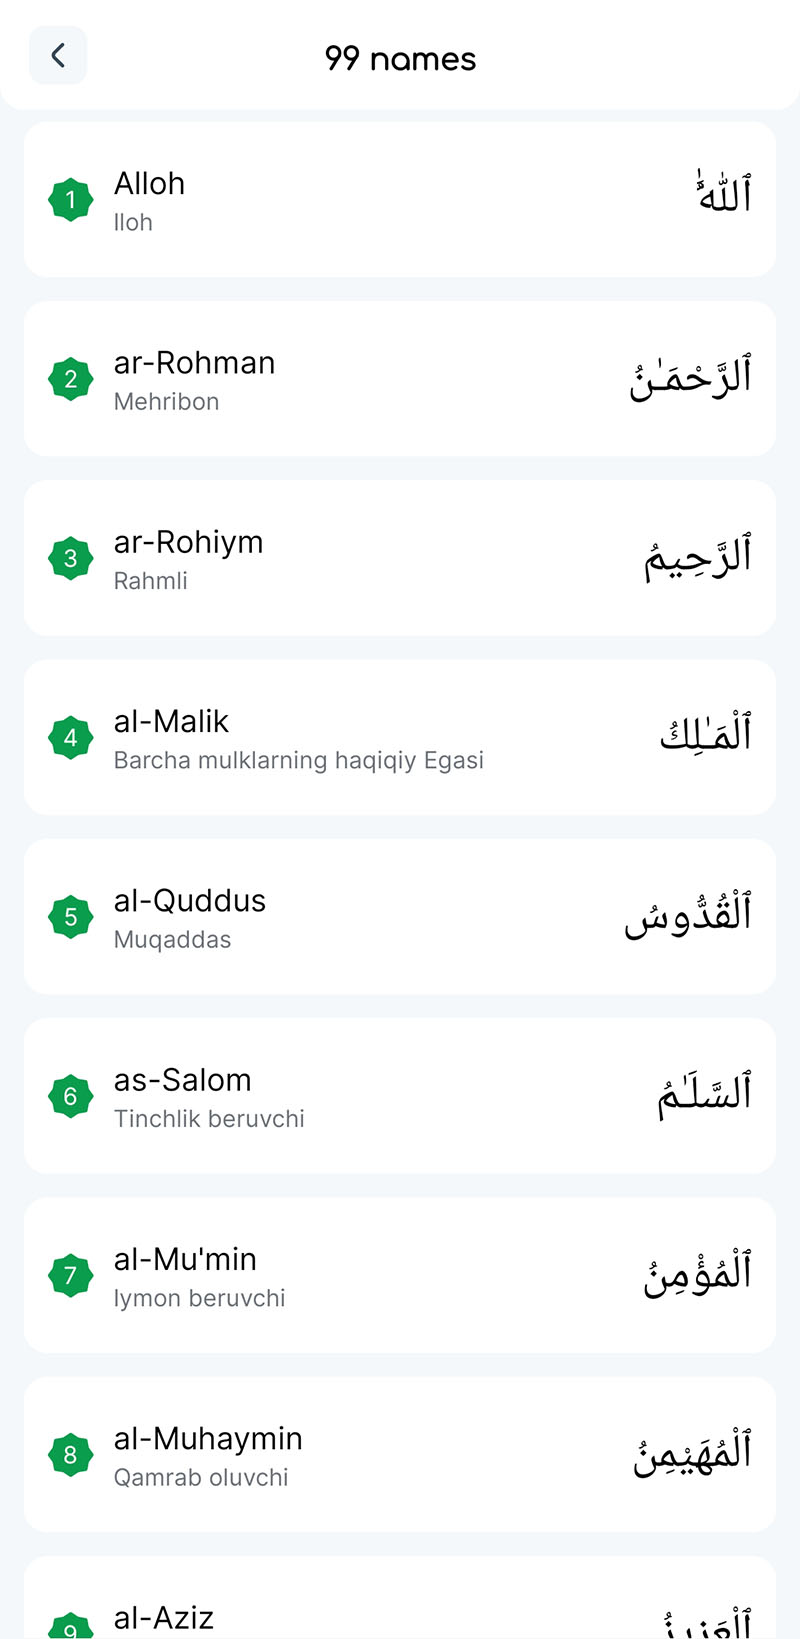 99 names
1
Alloh
Iloh
ٱللّٰهُ
2
ar-Rohman
Mehribon
ٱلرَّحْمَـٰنُ
3
ar-Rohiym
Rahmli
ٱلرَّحِيمُ
4
al-Malik
Barcha mulklarning haqiqiy Egasi
ٱلْمَـٰلِكُ
5
al-Quddus
Muqaddas
ٱلْقُدُّوسُ
6
as-Salom
Tinchlik beruvchi
ٱلسَّلَـٰمُ
7
al-Mu'min
Iymon beruvchi
ٱلْمُؤْمِنُ
8
al-Muhaymin
Qamrab oluvchi
ٱلْمُهَيْمِنُ
9
al-Aziz
ٱلْعَزِيزُ